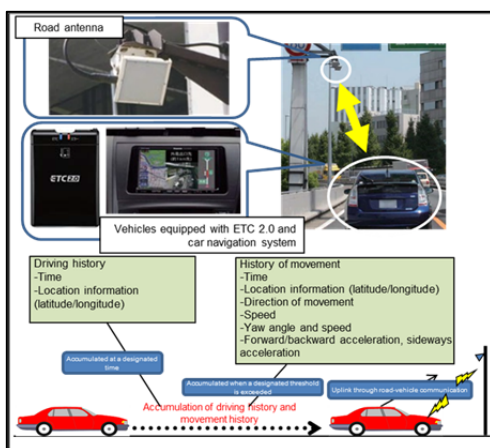 Road antenna
ETC2.0
Vehicles equipped with ETC 2.0 and
car navigation system
Driving history
-Time
-Location information
(latitude/longitude)
History of movement
-Time
-Location information (latitude/longitude)
-Direction of movement
-Speed
-Yaw angle and speed
-Forward/backward acceleration, sideways
acceleration
Accumulated at a designated
time
Accumulated when a designated threshold
is exceeded
Uplink through road-vehicle communication
Accumulation of driving history and
movement history